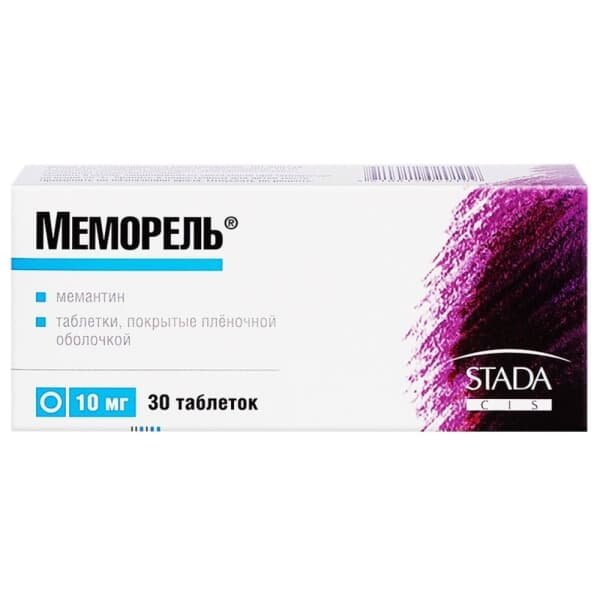 МЕМОРЕЛЬ®
мемантин
таблетки, покрытые плёночной
оболочкой
10 мг 30 таблеток
STADA
CIS